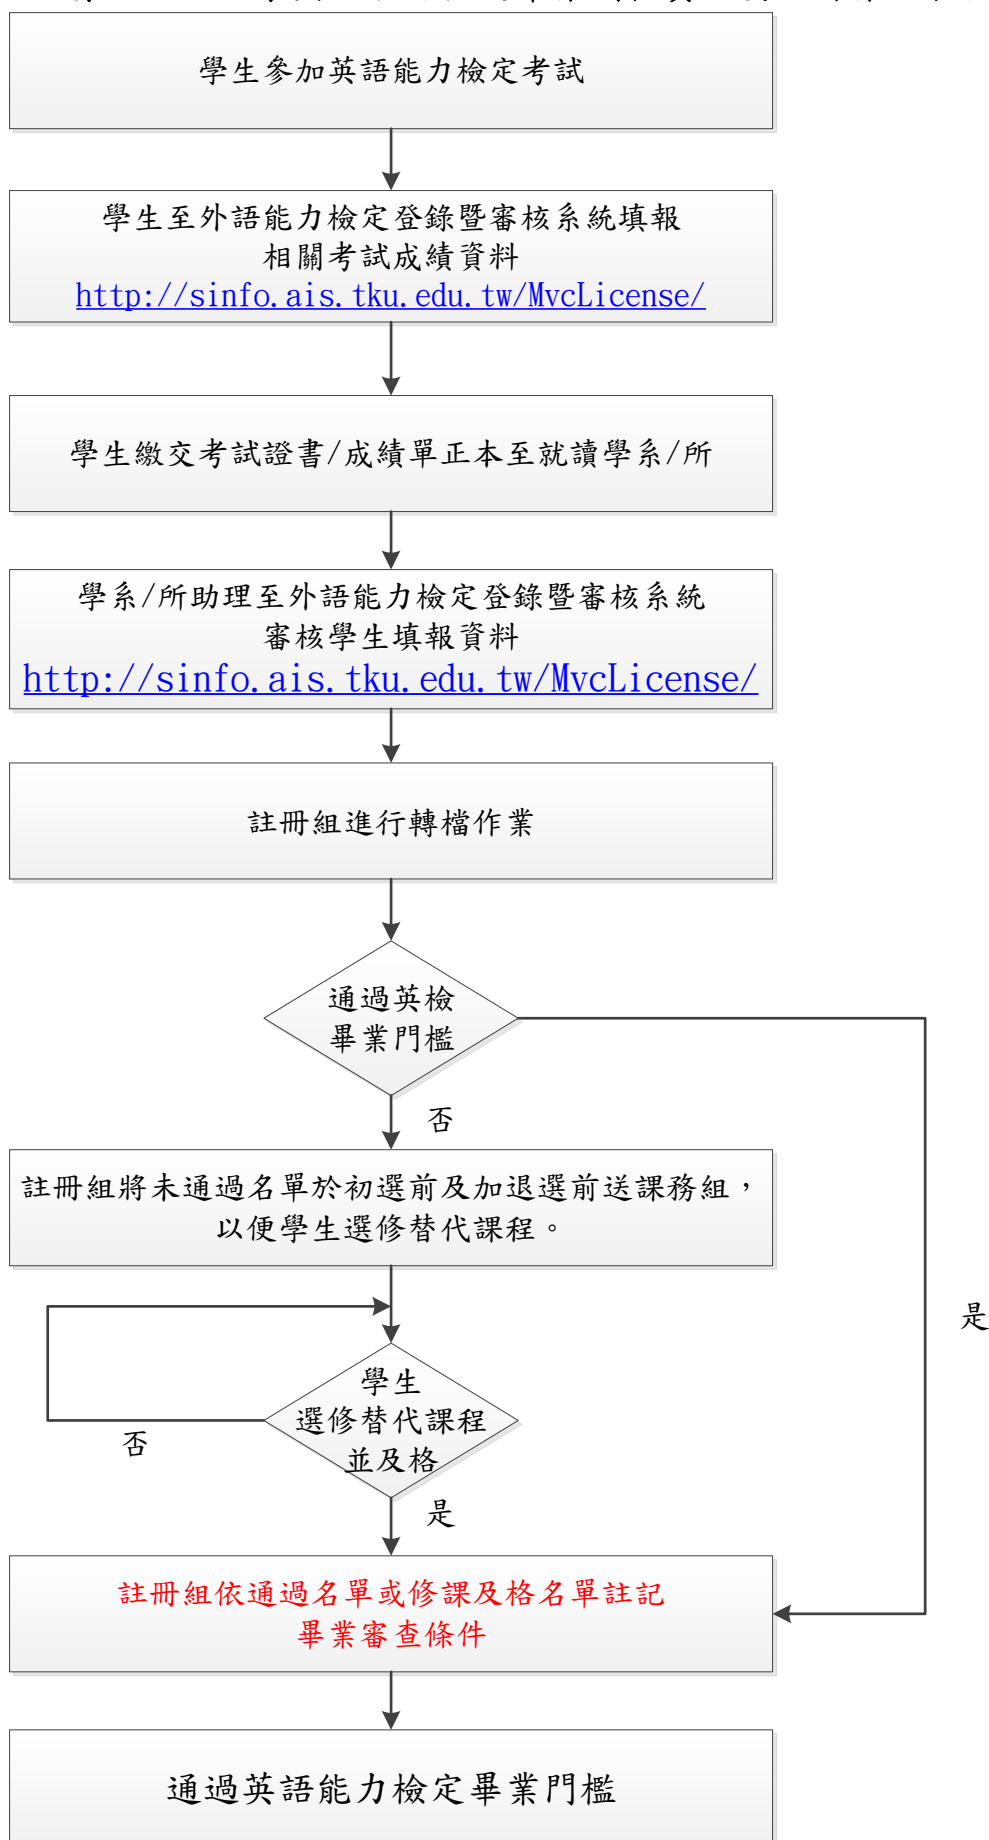 學生參加英語能力檢定考試
學生至外語能力檢定登錄暨審核系統填報
相關考試成績資料
http://sinfo.ais.tku.edu.tw/MvcLicense/
學生繳交考試證書/成績單正本至就讀學系/所
學系/所助理至外語能力檢定登錄暨審核系統
審核學生填報資料
http://sinfo.ais.tku.edu.tw/MvcLicense/
註冊組進行轉檔作業
通過英檢
畢業門檻
否
註冊組將未通過名單於初選前及加退選前送課務組，
以便學生選修替代課程。
是
學生
選修替代課程
並及格
否
是
註冊組依通過名單或修課及格名單註記
畢業審查條件
通過英語能力檢定畢業門檻